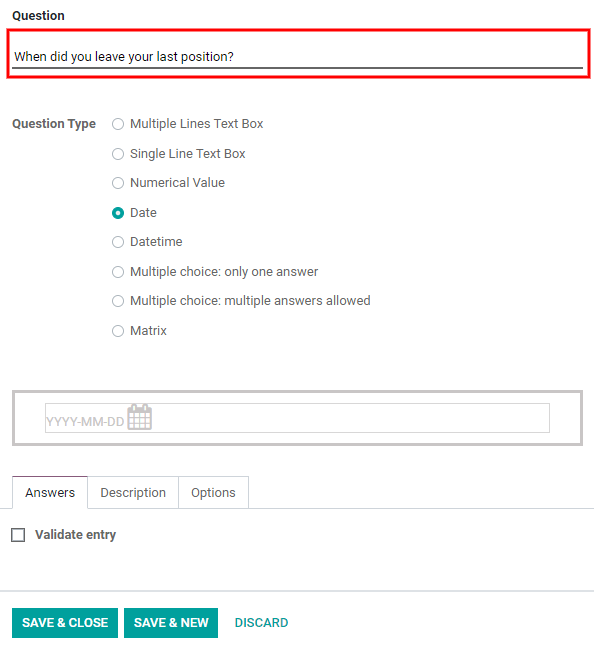 Question
When did you leave your last position?
Question Type
Multiple Lines Text Box
Single Line Text Box
Numerical Value
Date
Datetime
Multiple choice: only one answer
Multiple choice: multiple answers allowed
Matrix
YYYY-MM-DD
Answers Description Options
Validate entry
SAVE & CLOSE SAVE & NEW DISCARD